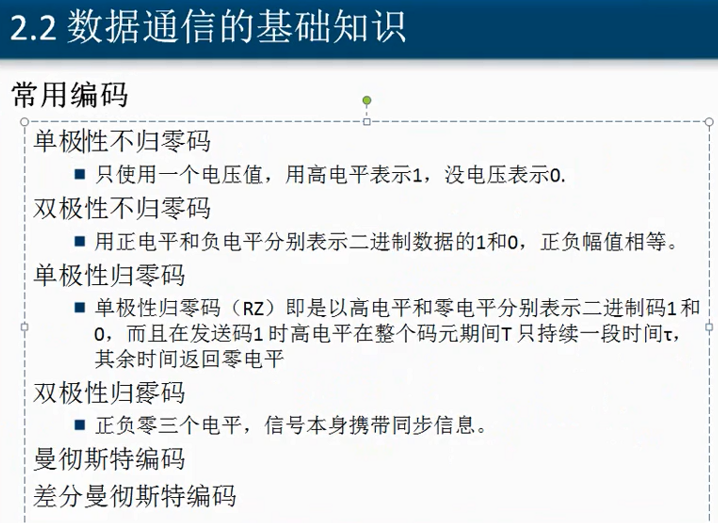 2.2 数据通信的基础知识
常用编码
单极性不归零码
只使用一个电压值，用高电平表示1，没电压表示0.
双极性不归零码
用正电平和负电平分别表示二进制数据的1和0，正负幅值相等。
单极性归零码
单极性归零码（RZ）即是以高电平和零电平分别表示二进制码1 和
0，而且在发送码1 时高电平在整个码元期间T 只持续一段时间τ，
其余时间返回零电平
双极性归零码
正负零三个电平，信号本身携带同步信息。
曼彻斯特编码
差分曼彻斯特编码